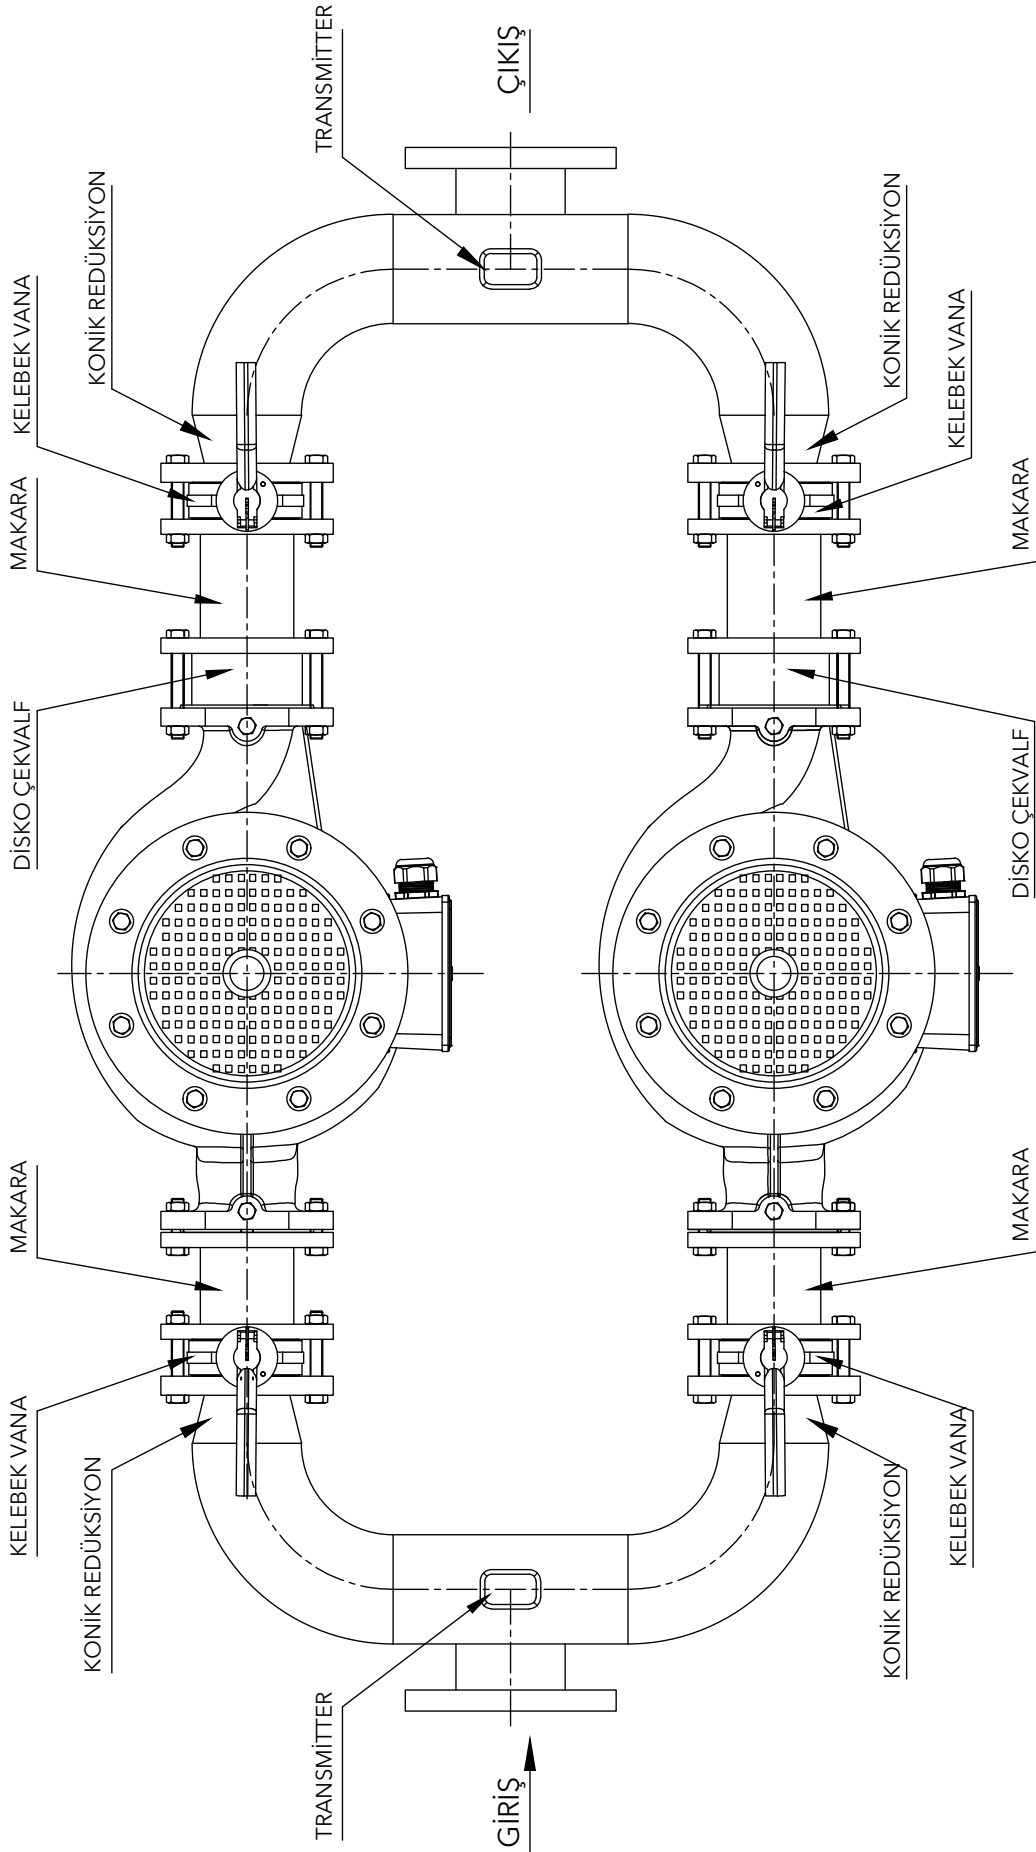 KELEBEK VANA
MAKARA
DİSKO ÇEKVALF
MAKARA
KELEBEK VANA
KONİK REDÜKSİYON
KONİK REDÜKSİYON
TRANSMİTTER
TRANSMİTTER
GİRİŞ
ÇIKIŞ
KONİK REDÜKSİYON
KONİK REDÜKSİYON
KELEBEK VANA
KELEBEK VANA
MAKARA
DİSKO ÇEKVALF
MAKARA